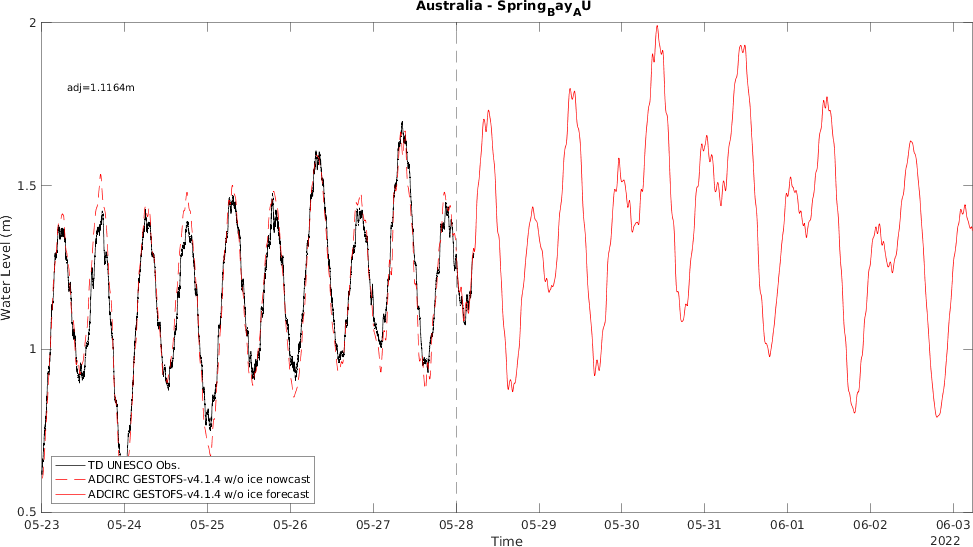 Australia - SpringBayAU
2
adj=1.1164m
1.5
Water Level (m)
1
TD UNESCO Obs.
ADCIRC GESTOFS-v4.1.4 w/o ice nowcast
ADCIRC GESTOFS-v4.1.4 w/o ice forecast
0.5
05-23 05-24 05-25 05-26 05-27 05-28 05-29 05-30 05-31 06-01 06-02 06-03
Time 2022